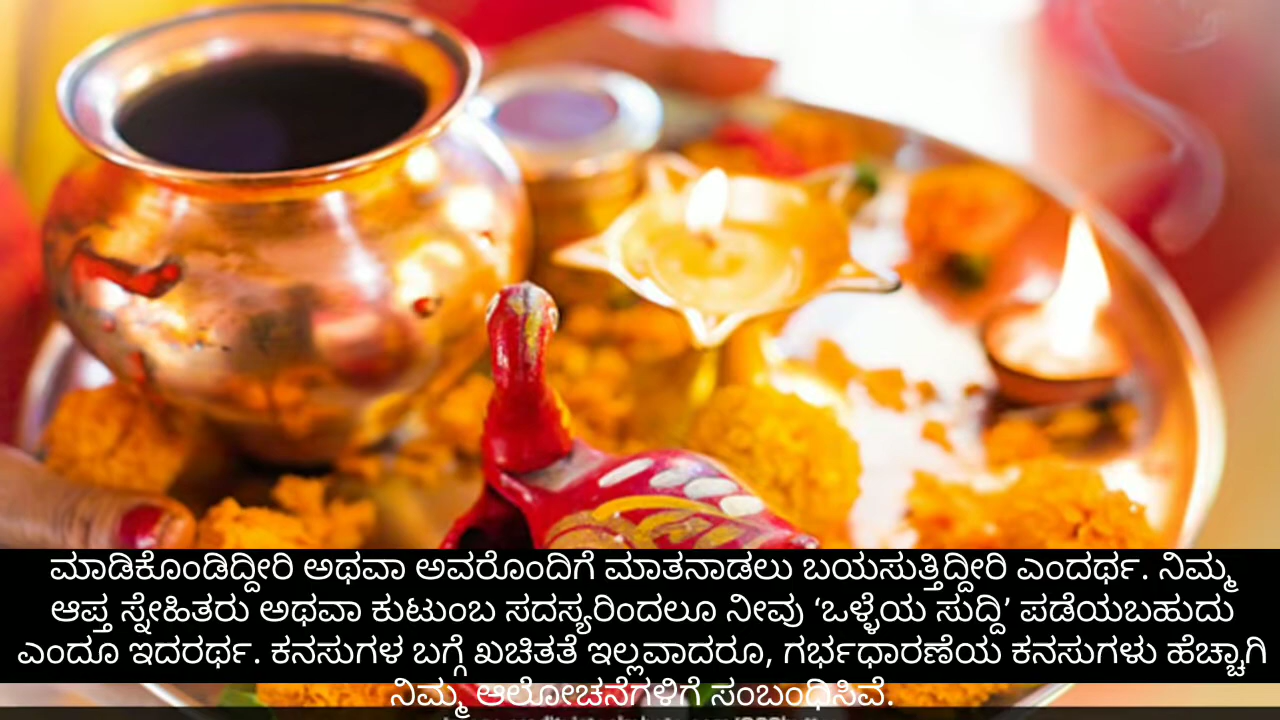 ಮಾಡಿಕೊಂಡಿದ್ದೀರಿ ಅಥವಾ ಅವರೊಂದಿಗೆ ಮಾತನಾಡಲು ಬಯಸುತ್ತಿದ್ದೀರಿ ಎಂದರ್ಥ. ನಿಮ್ಮ
ಆಪ್ತ ಸ್ನೇಹಿತರು ಅಥವಾ ಕುಟುಂಬ ಸದಸ್ಯರಿಂದಲೂ ನೀವು ‘ಒಳ್ಳೆಯ ಸುದ್ದಿ’ ಪಡೆಯಬಹುದು
ಎಂದೂ ಇದರರ್ಥ. ಕನಸುಗಳ ಬಗ್ಗೆ ಖಚಿತತೆ ಇಲ್ಲವಾದರೂ, ಗರ್ಭಧಾರಣೆಯ ಕನಸುಗಳು ಹೆಚ್ಚಾಗಿ
ನಿಮ್ಮ ಆಲೋಚನೆಗಳಿಗೆ ಸಂಬಂಧಿಸಿವೆ.